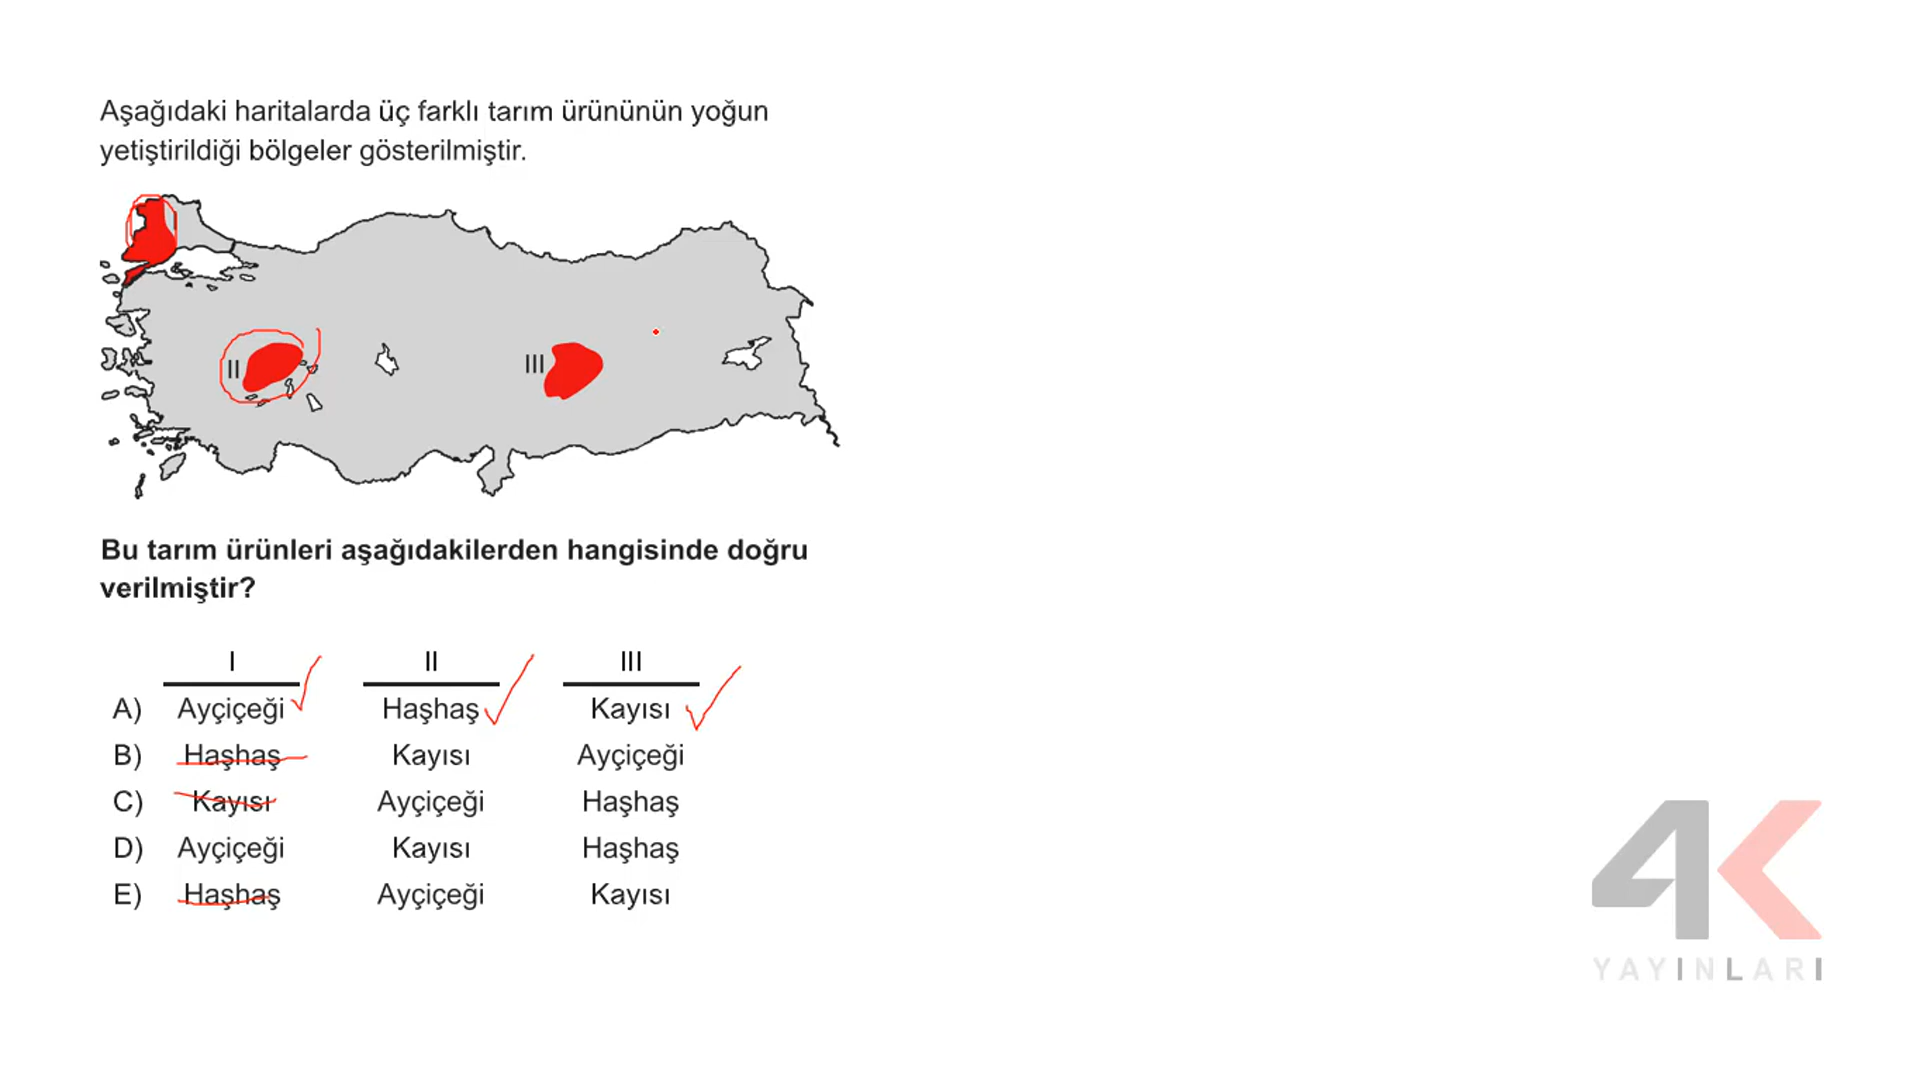 Aşağıdaki haritalarda üç farklı tarım ürününün yoğun
yetiştirildiği bölgeler gösterilmiştir.
I
II
III
Bu tarım ürünleri aşağıdakilerden hangisinde doğru
verilmiştir?
I II III
A) Ayçiçeği Haşhaş Kayısı
B) Haşhaş Kayısı Ayçiçeği
C) Kayısı Ayçiçeği Haşhaş
D) Ayçiçeği Kayısı Haşhaş
E) Haşhaş Ayçiçeği Kayısı
4K
YAYINLARI